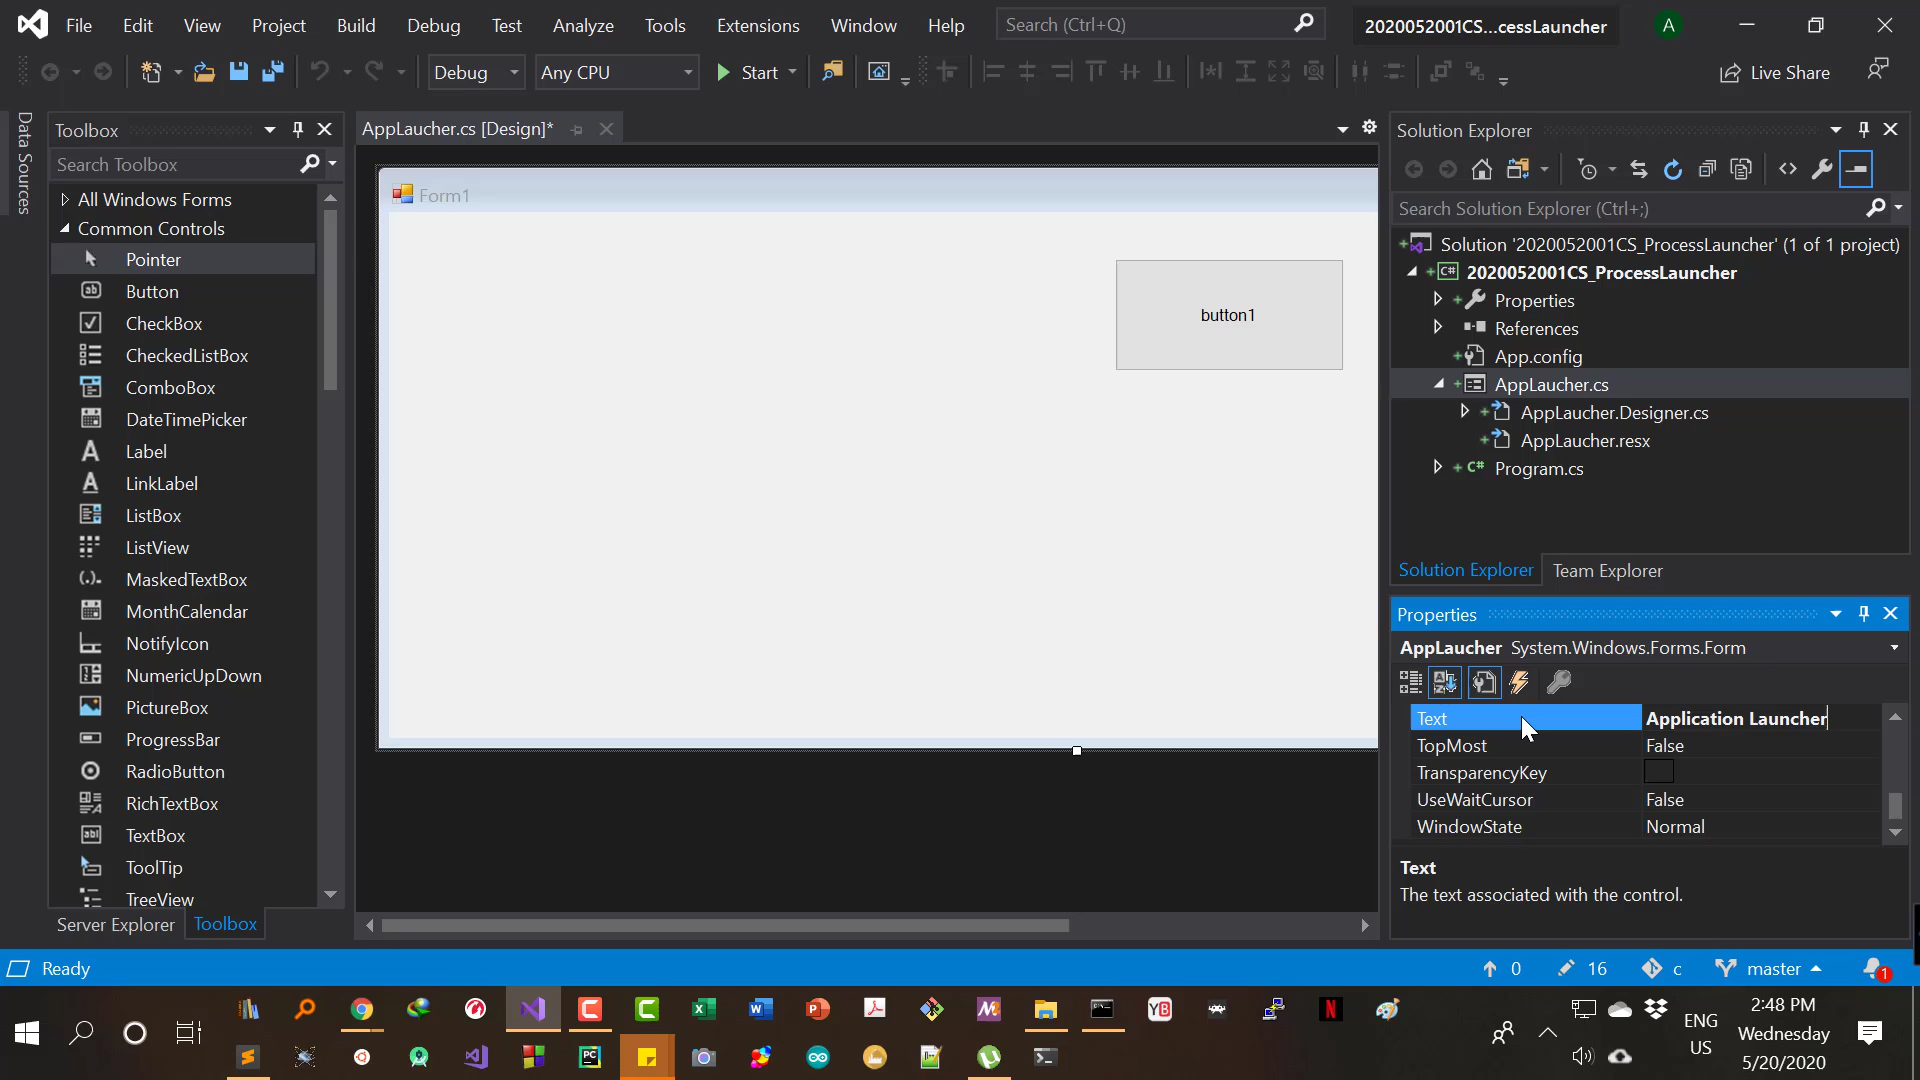 File Edit View Project Build Debug Test Analyze Tools Extensions Window Help Search (Ctrl+Q) 2020052001CS...cessLauncher A
Debug Any CPU Start Live Share
Data Sources
Toolbox
Search Toolbox
All Windows Forms
Common Controls
Pointer
Button
CheckBox
CheckedListBox
ComboBox
DateTimePicker
Label
LinkLabel
ListBox
ListView
MaskedTextBox
MonthCalendar
NotifyIcon
NumericUpDown
PictureBox
ProgressBar
RadioButton
RichTextBox
TextBox
ToolTip
TreeView
Server Explorer Toolbox
AppLaucher.cs [Design]*
Form1
button1
Solution Explorer
Search Solution Explorer (Ctrl+;)
Solution '2020052001CS_ProcessLauncher' (1 of 1 project)
2020052001CS_ProcessLauncher
Properties
References
App.config
AppLaucher.cs
AppLaucher.Designer.cs
AppLaucher.resx
Program.cs
Solution Explorer Team Explorer
Properties
AppLaucher System.Windows.Forms.Form
Text Application Launcher
TopMost False
TransparencyKey
UseWaitCursor False
WindowState Normal
Text
The text associated with the control.
Ready 0 16 c master 1
ENG
US
2:48 PM
Wednesday
5/20/2020